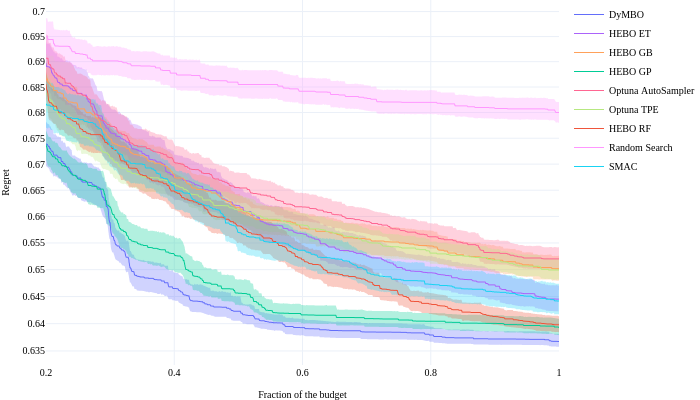 0.7
0.695
0.69
0.685
0.68
0.675
0.67
0.665
0.66
0.655
0.65
0.645
0.64
0.635
Regret
0.2
0.4
0.6
0.8
1
Fraction of the budget
DyMBO
HEBO ET
HEBO GB
HEBO GP
Optuna AutoSampler
Optuna TPE
HEBO RF
Random Search
SMAC